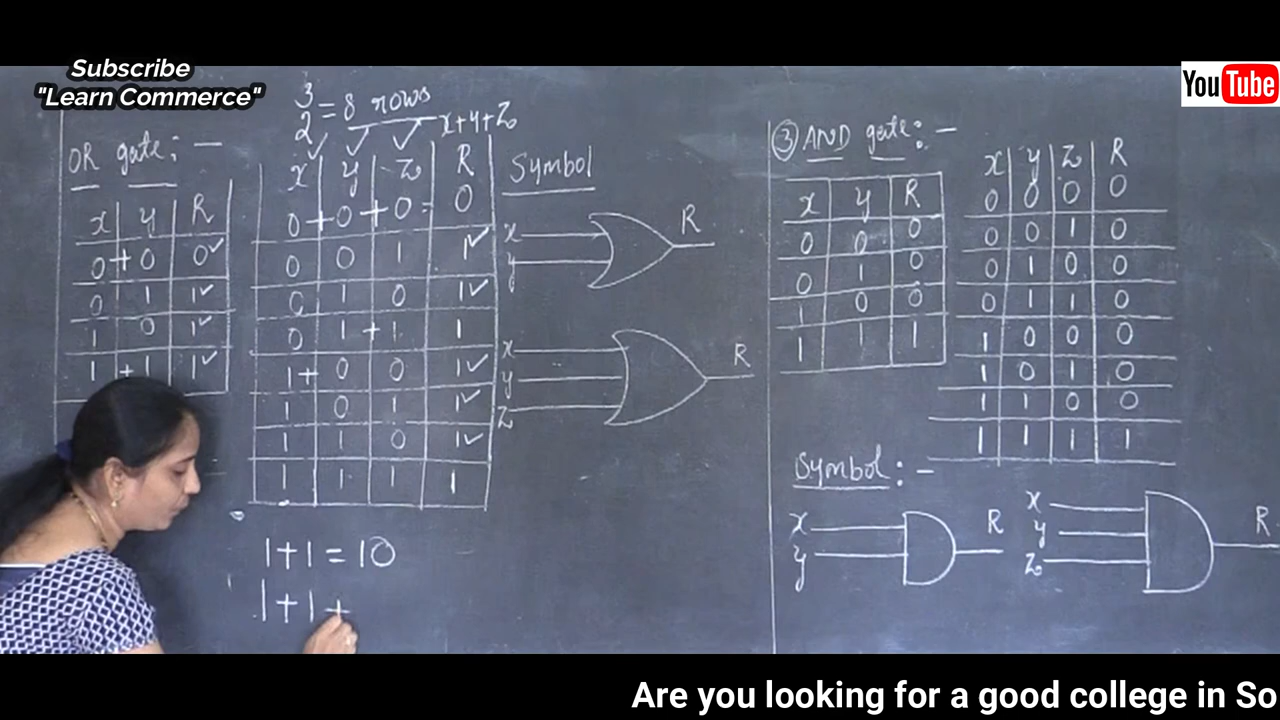 Subscribe
"Learn Commerce"
YouTube
OR gate: —
x y R
0 + 0 0✓
0 1 1✓
1 0 1✓
1 + 1 1✓
2³ = 8 rows
✓ ✓ ✓ x+y+z
x y z R
0 + 0 + 0 = 0
0 0 1 1✓
0 1 0 1✓
0 1 + 1 1
1 + 0 0 1✓
1 0 1 1✓
1 1 0 1✓
1 1 1 1
1 + 1 = 10
1 + 1 +
Symbol
x
y
R
x
y
z
R
③ AND gate: —
x y R
0 0 0
0 1 0
1 0 0
1 1 1
x y z R
0 0 0 0
0 0 1 0
0 1 0 0
0 1 1 0
1 0 0 0
1 0 1 0
1 1 0 0
1 1 1 1
Symbol: —
x
y
R
x
y
z
R
Are you looking for a good college in So